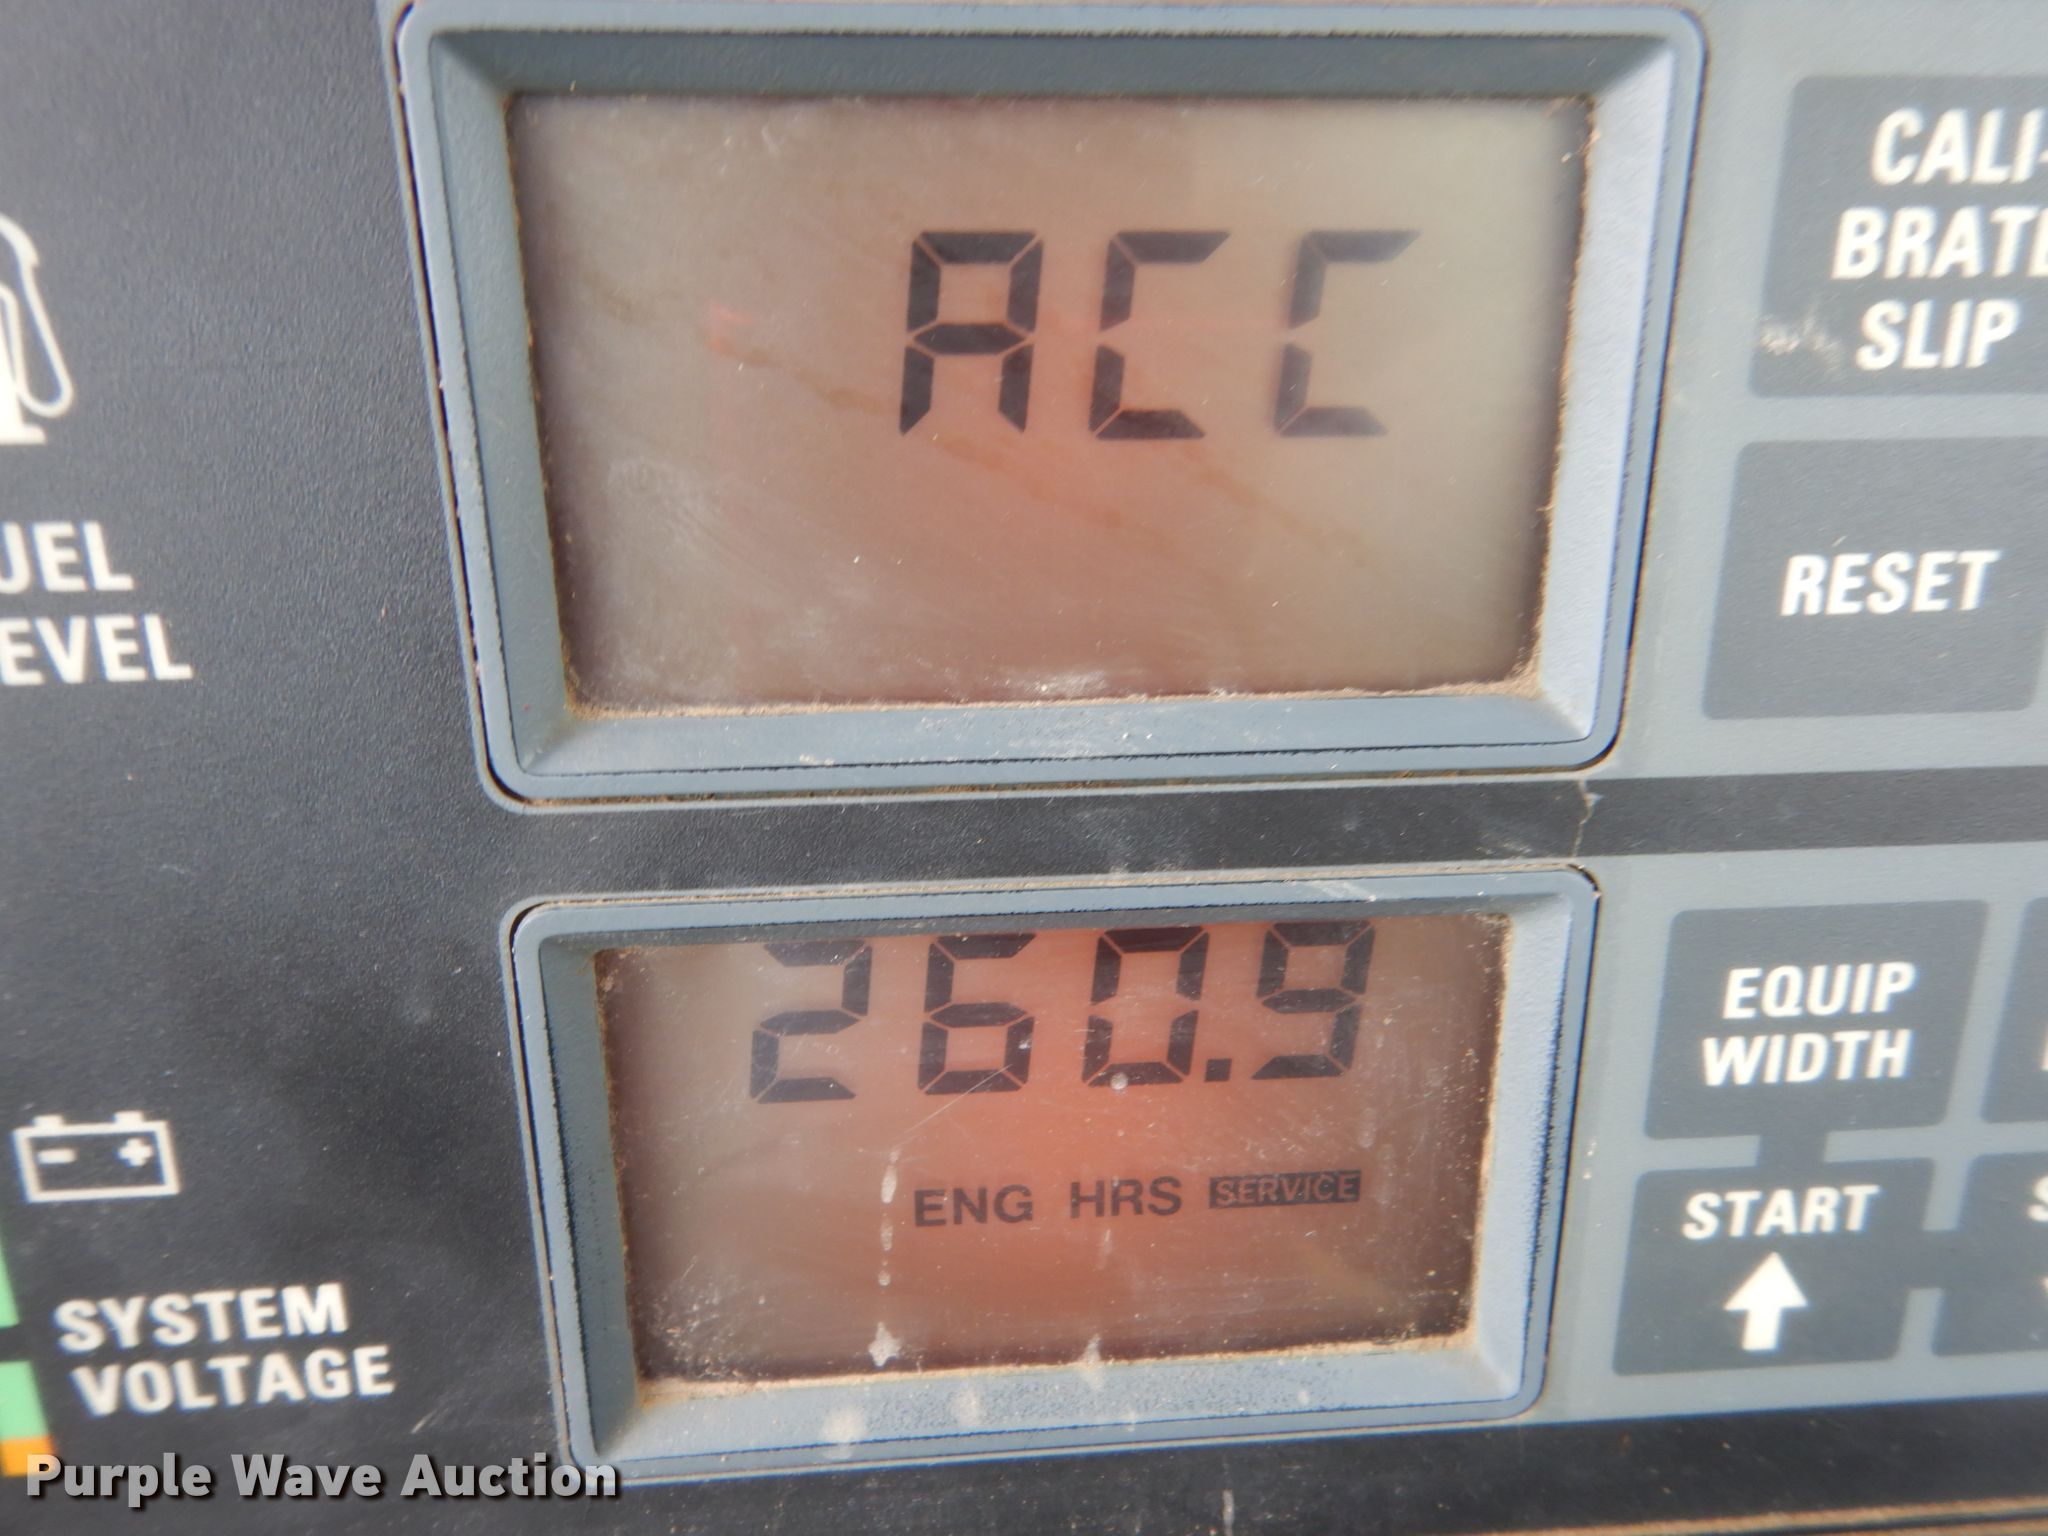 ACC
CALI-
BRATE
SLIP
RESET
UEL
EVEL
260.9
ENG HRS SERVICE
EQUIP
WIDTH
START
SYSTEM
VOLTAGE
Purple Wave Auction